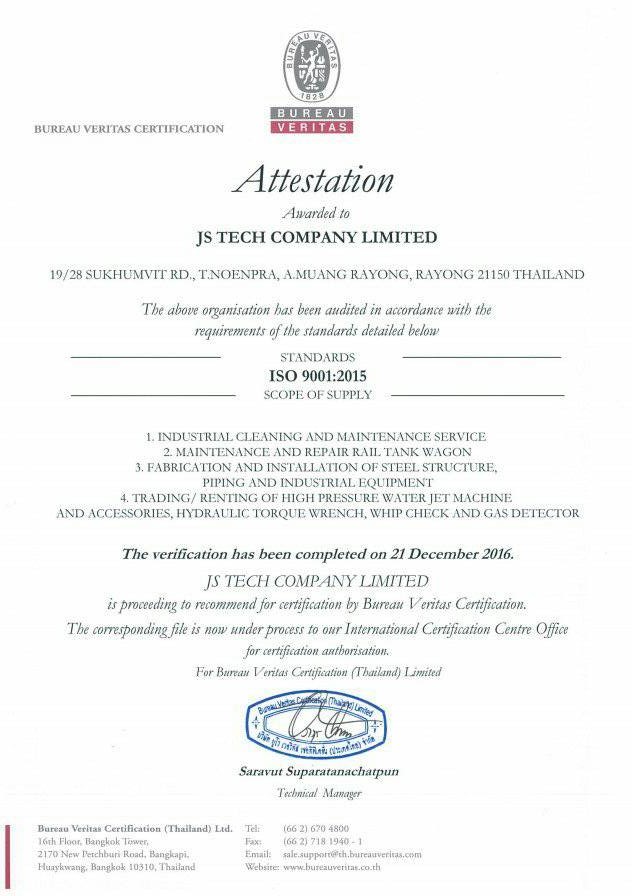 BUREAU VERITAS
1828
BUREAU
VERITAS
BUREAU VERITAS CERTIFICATION
Attestation
Awarded to
JS TECH COMPANY LIMITED
19/28 SUKHUMVIT RD., T.NOENPRA, A.MUANG RAYONG, RAYONG 21150 THAILAND
The above organisation has been audited in accordance with the
requirements of the standards detailed below
STANDARDS
ISO 9001:2015
SCOPE OF SUPPLY
1. INDUSTRIAL CLEANING AND MAINTENANCE SERVICE
2. MAINTENANCE AND REPAIR RAIL TANK WAGON
3. FABRICATION AND INSTALLATION OF STEEL STRUCTURE,
PIPING AND INDUSTRIAL EQUIPMENT
4. TRADING/ RENTING OF HIGH PRESSURE WATER JET MACHINE
AND ACCESSORIES, HYDRAULIC TORQUE WRENCH, WHIP CHECK AND GAS DETECTOR
The verification has been completed on 21 December 2016.
JS TECH COMPANY LIMITED
is proceeding to recommend for certification by Bureau Veritas Certification.
The corresponding file is now under process to our International Certification Centre Office
for certification authorisation.
For Bureau Veritas Certification (Thailand) Limited
Bureau Veritas Certification (Thailand) Limited
บริษัท บูโร เวอริทัส เซอทิฟิเคชั่น (ประเทศไทย) จำกัด
Saravut Suparatanachatpun
Technical Manager
Bureau Veritas Certification (Thailand) Ltd. Tel: (66 2) 670 4800
16th Floor, Bangkok Tower, Fax: (66 2) 718 1940 - 1
2170 New Petchburi Road, Bangkapi, Email: sale.support@th.bureauveritas.com
Huaykwang, Bangkok 10310, Thailand Website: www.bureauveritas.co.th